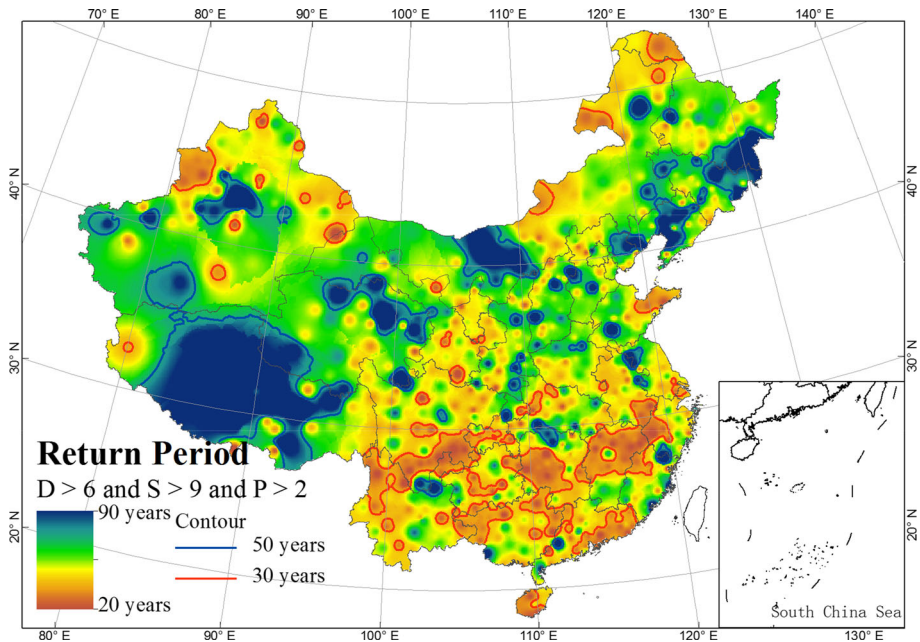 70° E 80° E 90° E 100° E 110° E 120° E 130° E 140° E
40° N 40° N
30° N 30° N
20° N 20° N
Return Period
D > 6 and S > 9 and P > 2
90 years
Contour
50 years
30 years
20 years
South China Sea
80° E 90° E 100° E 110° E 120° E 130° E